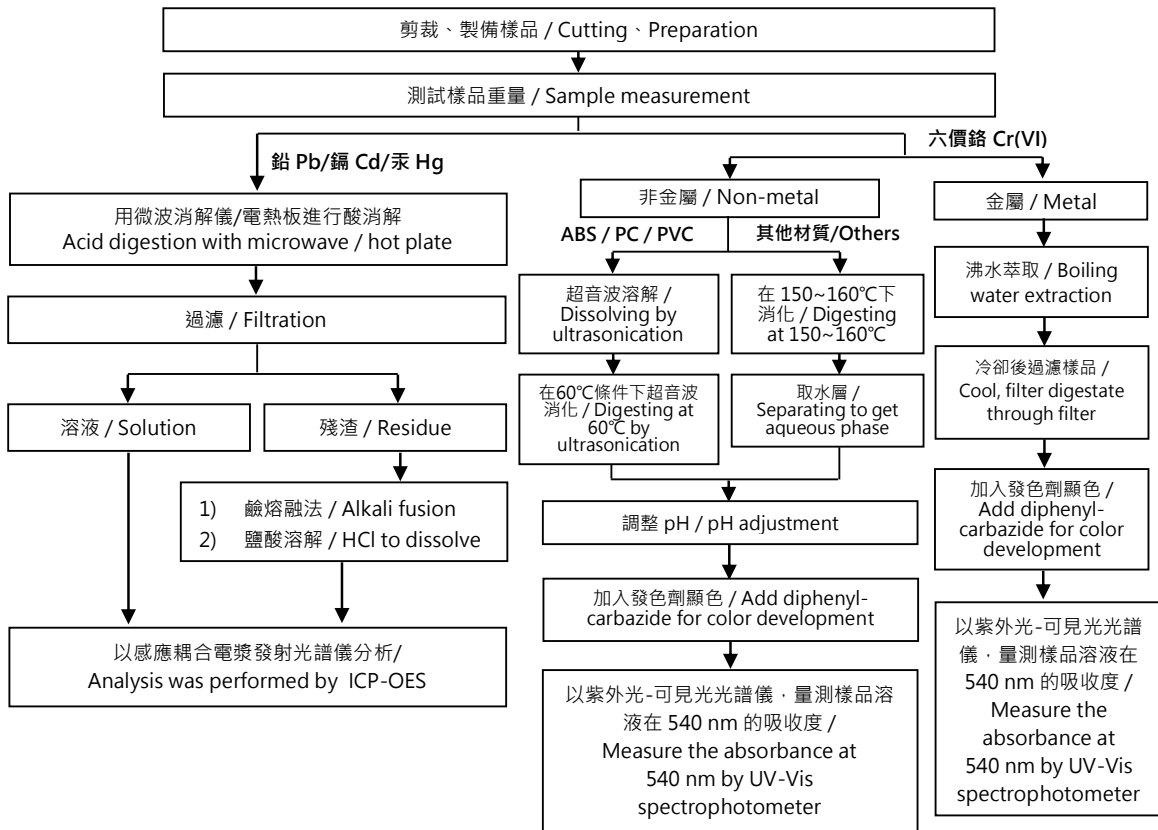 剪裁、製備樣品 / Cutting、Preparation
測試樣品重量 / Sample measurement
鉛 Pb/鎘 Cd/汞 Hg
六價鉻 Cr(VI)
用微波消解儀/電熱板進行酸消解
Acid digestion with microwave / hot plate
過濾 / Filtration
溶液 / Solution
殘渣 / Residue
1) 鹼熔融法 / Alkali fusion
2) 鹽酸溶解 / HCl to dissolve
以感應耦合電漿發射光譜儀分析/
Analysis was performed by ICP-OES
非金屬 / Non-metal
ABS / PC / PVC
其他材質/Others
超音波溶解 /
Dissolving by
ultrasonication
在60℃條件下超音波
消化 / Digesting at
60℃ by
ultrasonication
在 150~160℃下
消化 / Digesting
at 150~160℃
取水層 /
Separating to get
aqueous phase
調整 pH / pH adjustment
加入發色劑顯色 / Add diphenyl-
carbazide for color development
以紫外光-可見光光譜儀，量測樣品溶
液在 540 nm 的吸收度 /
Measure the absorbance at
540 nm by UV-Vis
spectrophotometer
金屬 / Metal
沸水萃取 / Boiling
water extraction
冷卻後過濾樣品 /
Cool, filter digestate
through filter
加入發色劑顯色 /
Add diphenyl-
carbazide for color
development
以紫外光-可見光光譜
儀，量測樣品溶液在
540 nm 的吸收度 /
Measure the
absorbance at
540 nm by UV-Vis
spectrophotometer